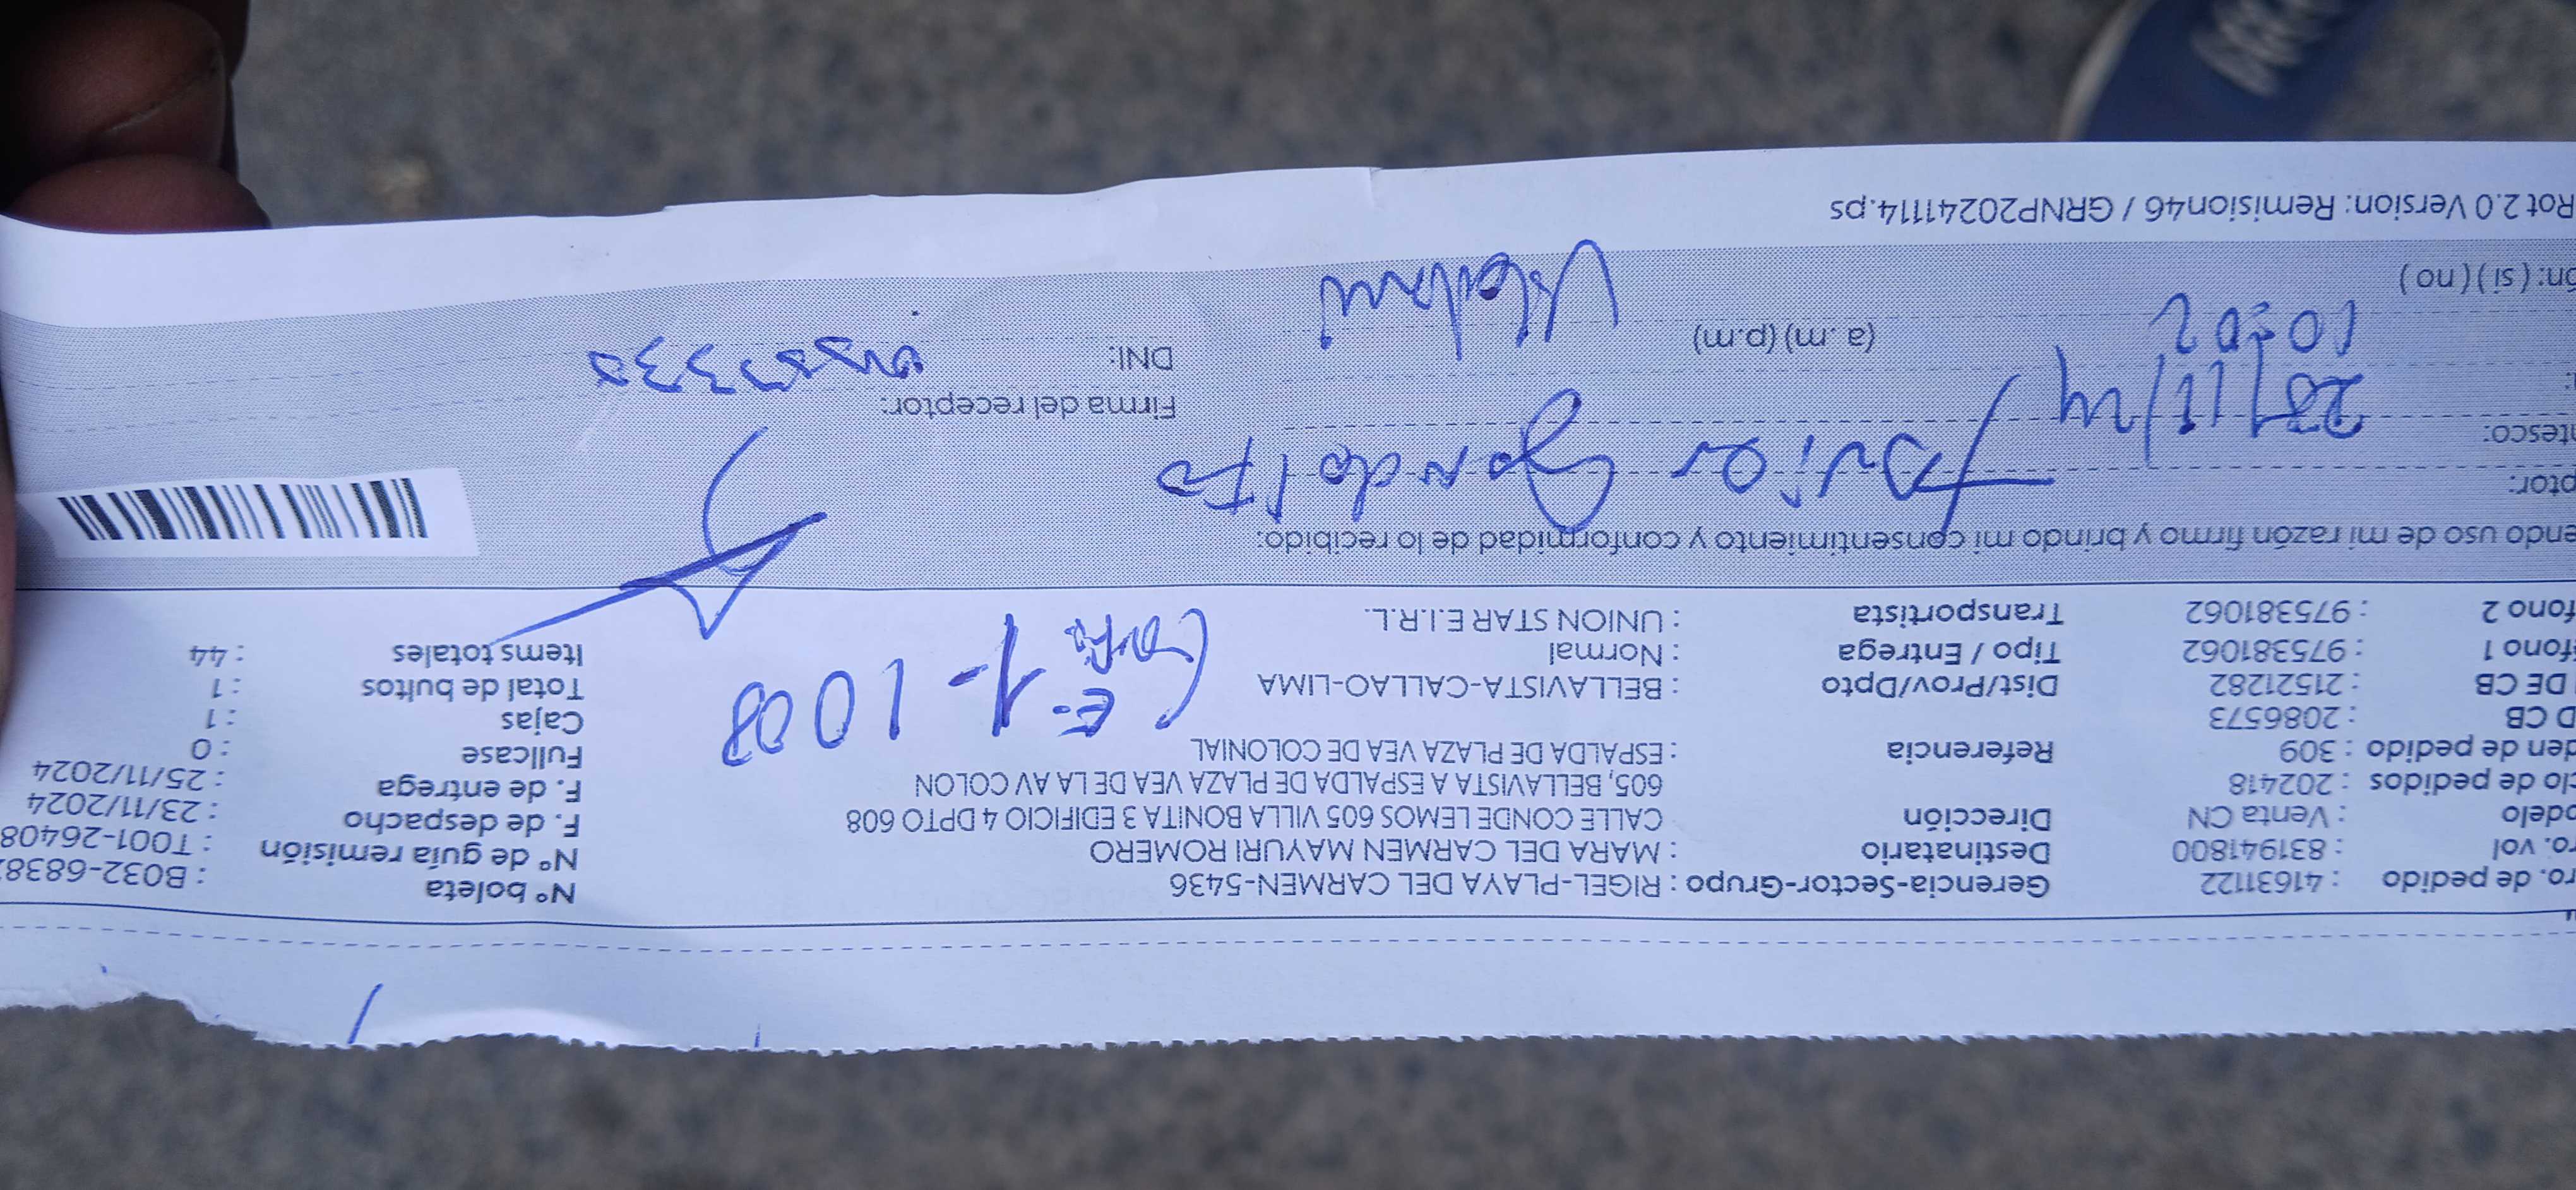 Nº boleta : B032-6838
ro. de pedido : 41631122 Gerencia-Sector-Grupo : RIGEL-PLAYA DEL CARMEN-5436 Nº de guía remisión : T001-26408
ro. vol : 831941800 Destinatario : MARA DEL CARMEN MAYURI ROMERO F. de despacho : 23/11/2024
odelo : Venta CN Dirección CALLE CONDE LEMOS 605 VILLA BONITA 3 EDIFICIO 4 DPTO 608 F. de entrega : 25/11/2024
clo de pedidos : 202418 605, BELLAVISTA A ESPALDA DE PLAZA VEA DE LA AV COLON Fullcase : 0
den de pedido : 309 Referencia : ESPALDA DE PLAZA VEA DE COLONIAL Cajas : 1
D CB : 2086573
DE CB : 21521282 Dist/Prov/Dpto : BELLAVISTA-CALLAO-LIMA Total de bultos : 1
fono 1 : 975381062 Tipo / Entrega : Normal Items totales : 44
fono 2 : 975381062 Transportista : UNION STAR E.I.R.L.
E-1-1008
endo uso de mi razón firmo y brindo mi consentimiento y conformidad de lo recibido:
ptor:
Gandolfo
ntesco:
Firma del receptor:
25/11/24
DNI:
10:02 (a. m) (p.m)
ón: ( si ) ( no )
Rot 2.0 Version: Remision46 / GRNP20241114.ps